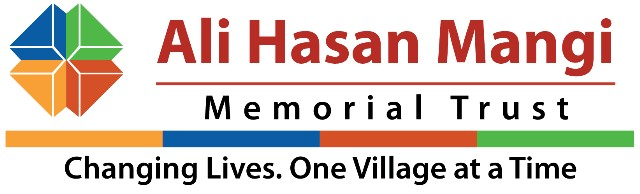 Ali Hasan Mangi
Memorial Trust
Changing Lives. One Village at a Time